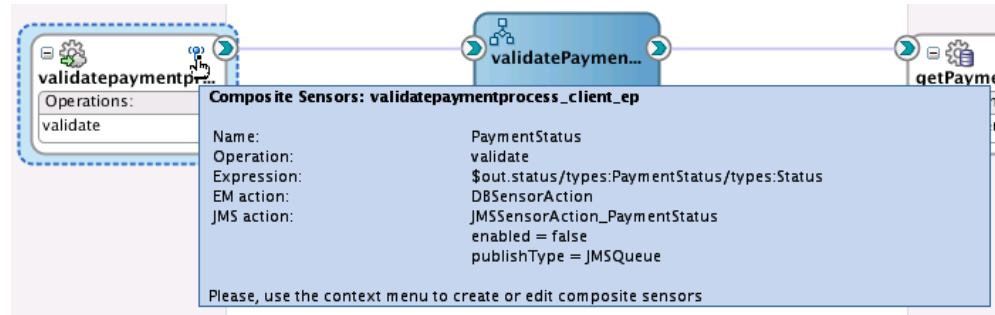 validatePaymen...
validatepaymentpr...
getPayme
Operations:
validate
Composite Sensors: validatepaymentprocess_client_ep
Name: PaymentStatus
Operation: validate
Expression: $out.status/types:PaymentStatus/types:Status
EM action: DBSensorAction
JMS action: JMSSensorAction_PaymentStatus
enabled = false
publishType = JMSQueue
Please, use the context menu to create or edit composite sensors